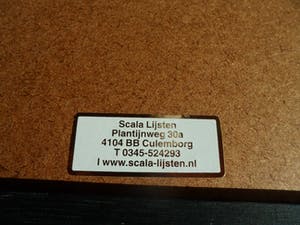 Scala Lijsten
Plantijnweg 30a
4104 BB Culemborg
T 0345-524293
I www.scala-lijsten.nl